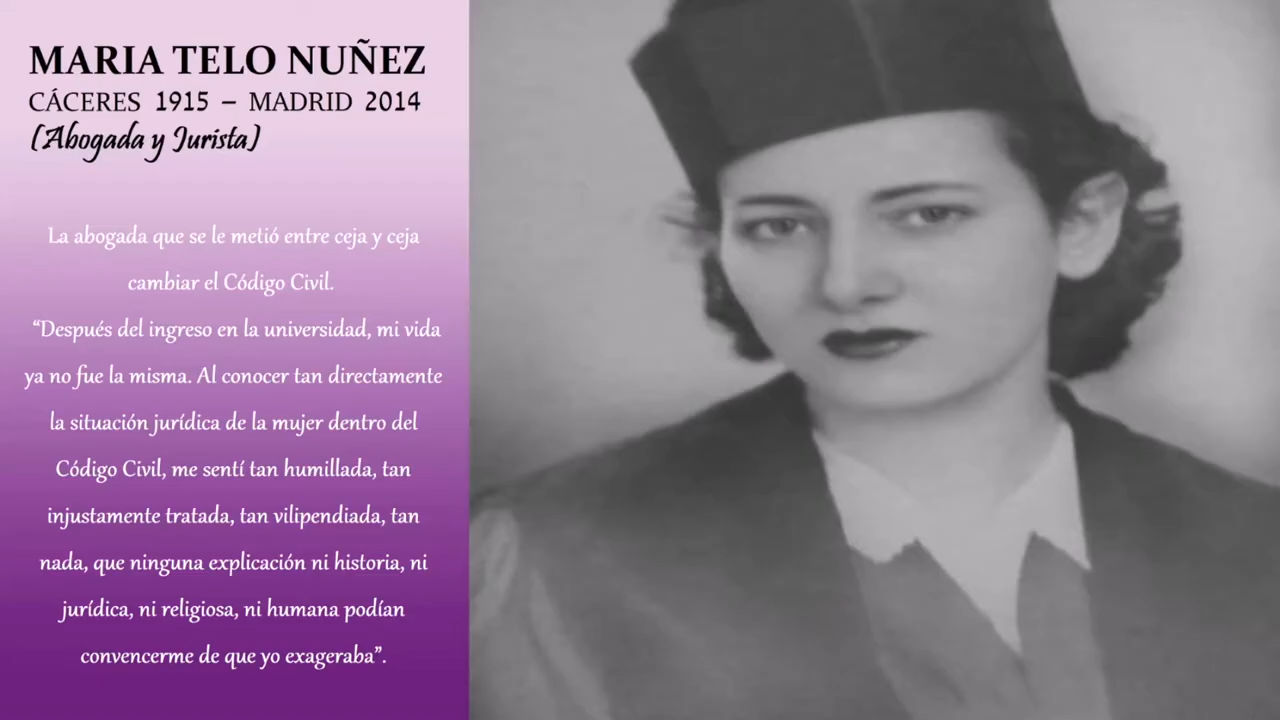 MARIA TELO NUÑEZ
CÁCERES 1915 – MADRID 2014
(Abogada y Jurista)
La abogada que se le metió entre ceja y ceja
cambiar el Código Civil.
“Después del ingreso en la universidad, mi vida
ya no fue la misma. Al conocer tan directamente
la situación jurídica de la mujer dentro del
Código Civil, me sentí tan humillada, tan
injustamente tratada, tan vilipendiada, tan
nada, que ninguna explicación ni historia, ni
jurídica, ni religiosa, ni humana podían
convencerme de que yo exageraba”.